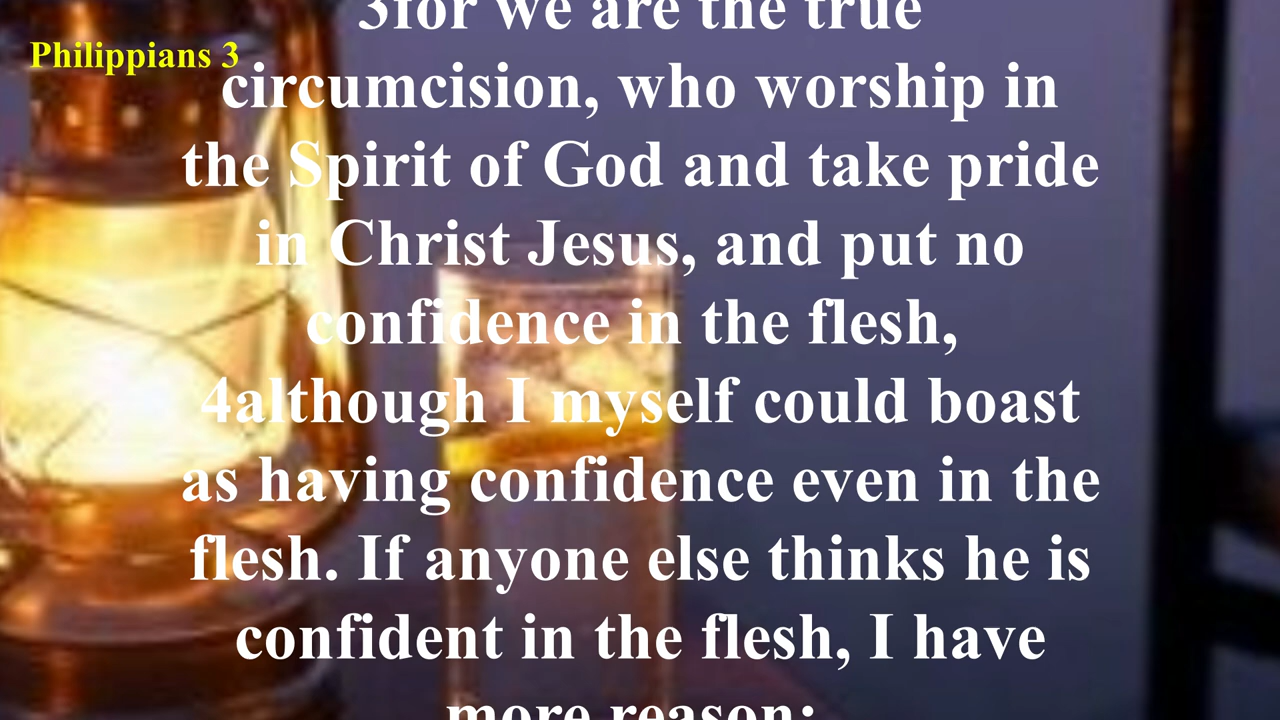 3for we are the true
Philippians 3
circumcision, who worship in
the Spirit of God and take pride
in Christ Jesus, and put no
confidence in the flesh,
4although I myself could boast
as having confidence even in the
flesh. If anyone else thinks he is
confident in the flesh, I have
more reason: